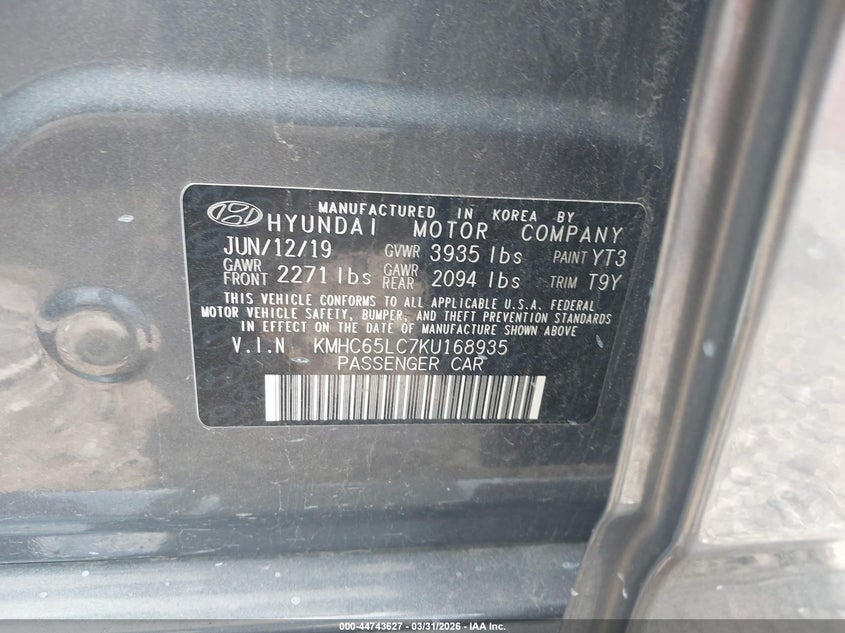 MANUFACTURED IN KOREA BY
HYUNDAI MOTOR COMPANY
JUN/12/19 GVWR 3935 lbs PAINT YT3
GAWR FRONT 2271 lbs GAWR REAR 2094 lbs TRIM T9Y
THIS VEHICLE CONFORMS TO ALL APPLICABLE U.S.A. FEDERAL
MOTOR VEHICLE SAFETY, BUMPER, AND THEFT PREVENTION STANDARDS
IN EFFECT ON THE DATE OF MANUFACTURE SHOWN ABOVE
V.I.N KMHC65LC7KU168935
PASSENGER CAR
000-44743627 - 03/31/2026 - IAA Inc.